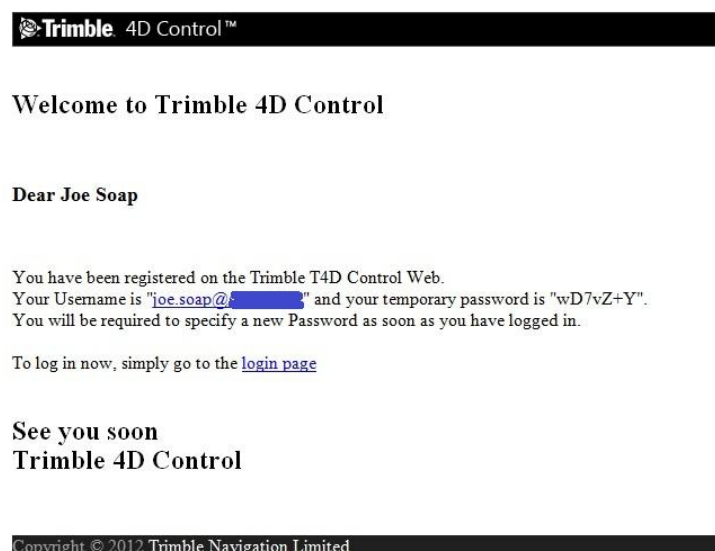 Trimble. 4D Control™
Welcome to Trimble 4D Control
Dear Joe Soap
You have been registered on the Trimble T4D Control Web.
Your Username is "joe.soap@" and your temporary password is "wD7vZ+Y".
You will be required to specify a new Password as soon as you have logged in.
To log in now, simply go to the login page
See you soon
Trimble 4D Control
Copyright © 2012 Trimble Navigation Limited